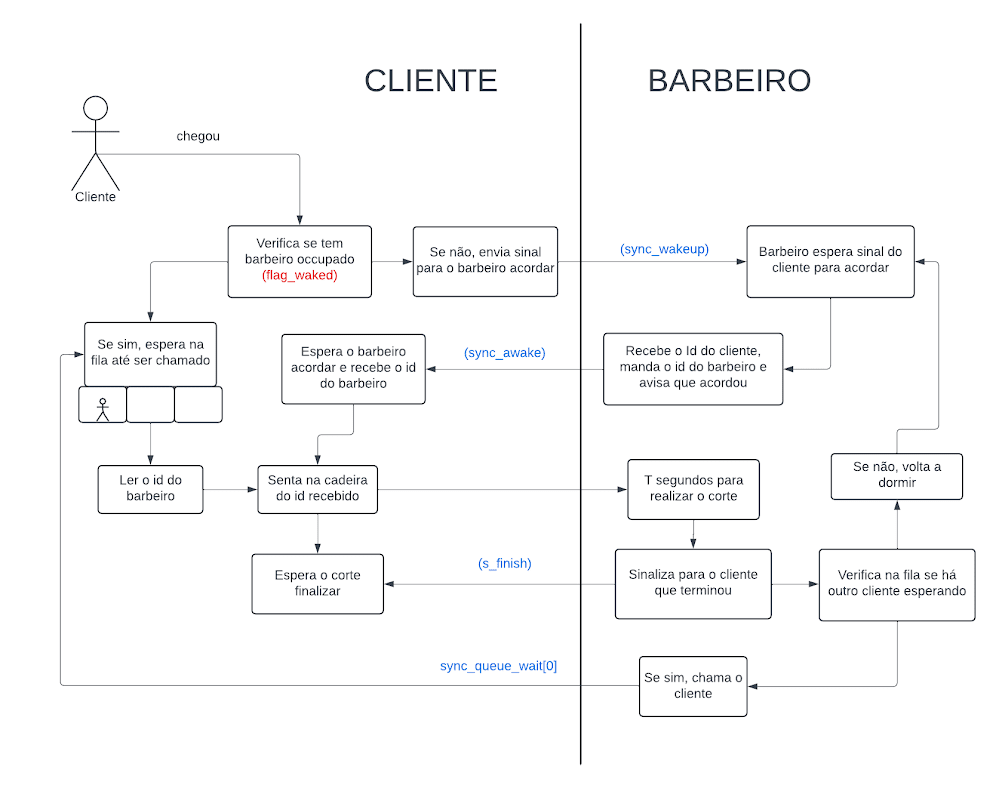 CLIENTE
BARBEIRO
chegou
Cliente
Verifica se tem
barbeiro occupado
(flag_waked)
Se não, envia sinal
para o barbeiro acordar
(sync_wakeup)
Barbeiro espera sinal do
cliente para acordar
Se sim, espera na
fila até ser chamado
Espera o barbeiro
acordar e recebe o id
do barbeiro
(sync_awake)
Recebe o Id do cliente,
manda o id do barbeiro e
avisa que acordou
Ler o id do
barbeiro
Senta na cadeira
do id recebido
T segundos para
realizar o corte
Se não, volta a
dormir
Espera o corte
finalizar
(s_finish)
Sinaliza para o cliente
que terminou
Verifica na fila se há
outro cliente esperando
sync_queue_wait[0]
Se sim, chama o
cliente